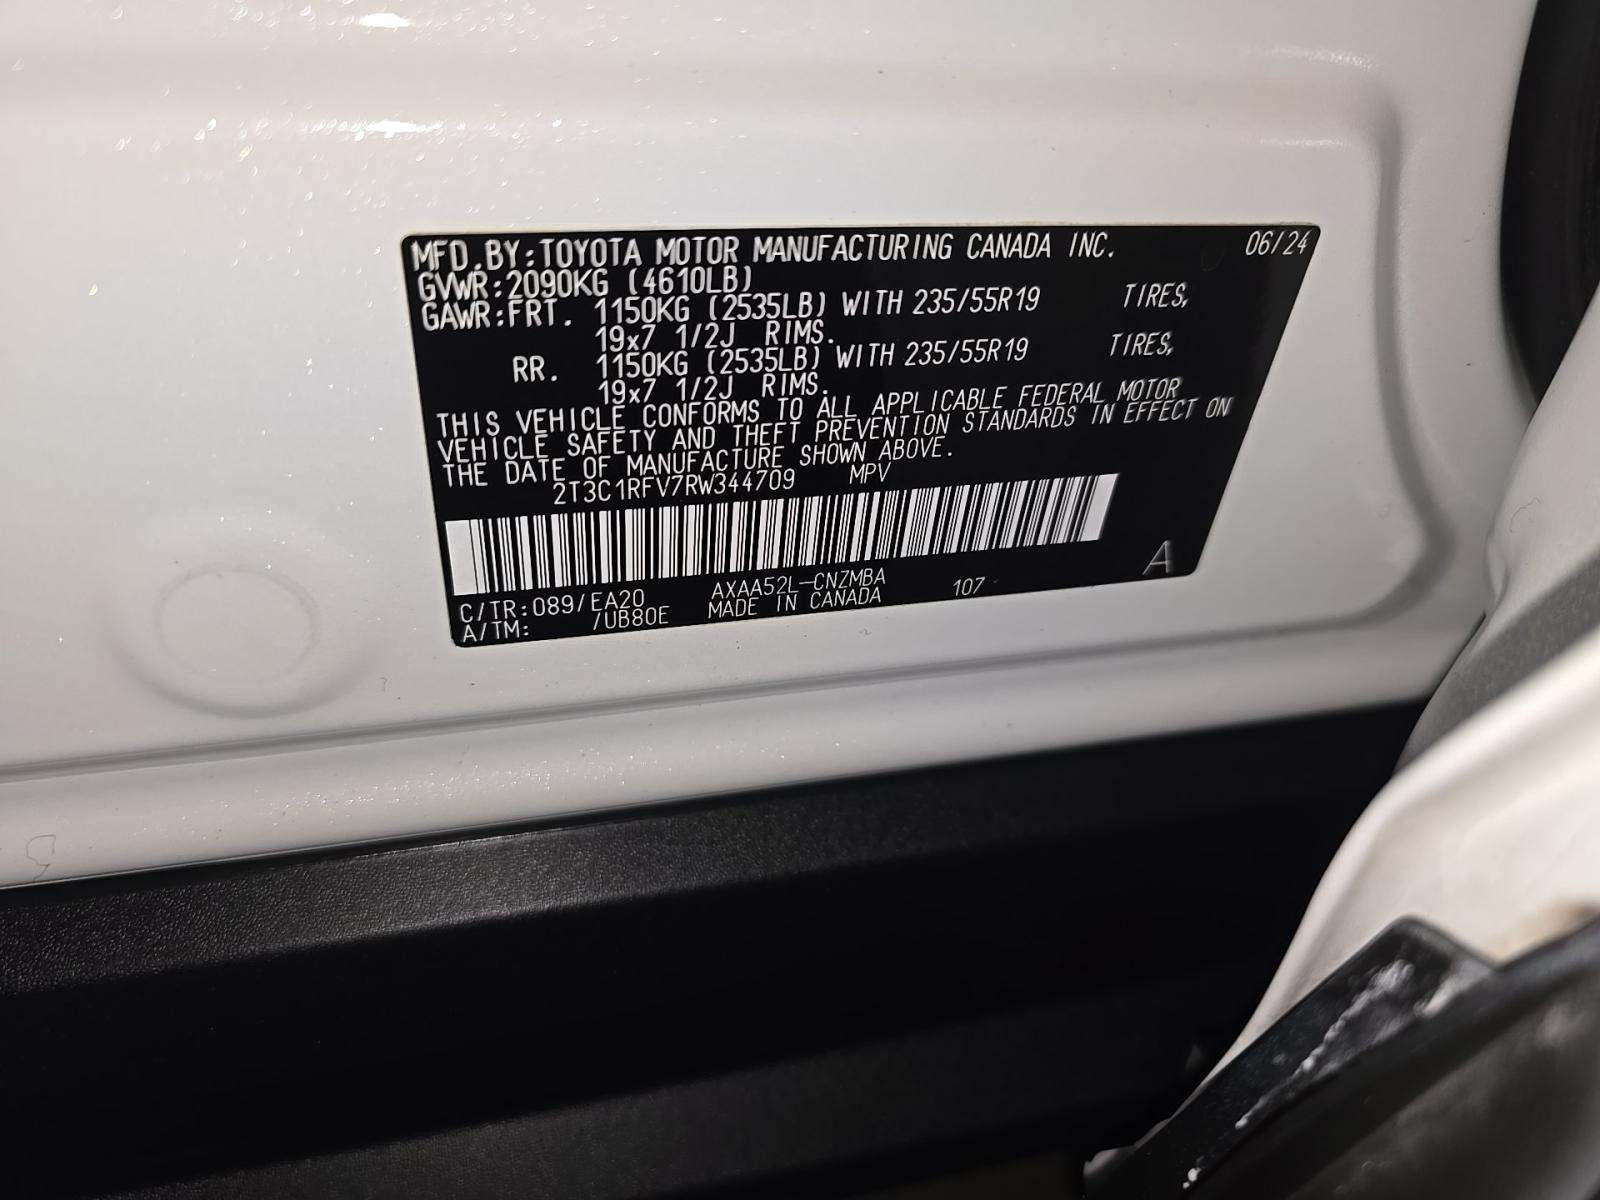 MFD.BY:TOYOTA MOTOR MANUFACTURING CANADA INC. 06/24
GVWR:2090KG (4610LB)
GAWR:FRT. 1150KG (2535LB) WITH 235/55R19 TIRES,
19x7 1/2J RIMS.
RR. 1150KG (2535LB) WITH 235/55R19 TIRES,
19x7 1/2J RIMS.
THIS VEHICLE CONFORMS TO ALL APPLICABLE FEDERAL MOTOR
VEHICLE SAFETY AND THEFT PREVENTION STANDARDS IN EFFECT ON
THE DATE OF MANUFACTURE SHOWN ABOVE.
2T3C1RFV7RW344709 MPV
C/TR:089/EA20 AXAA52L-CNZMBA 107 A
A/TM: /UB80E MADE IN CANADA